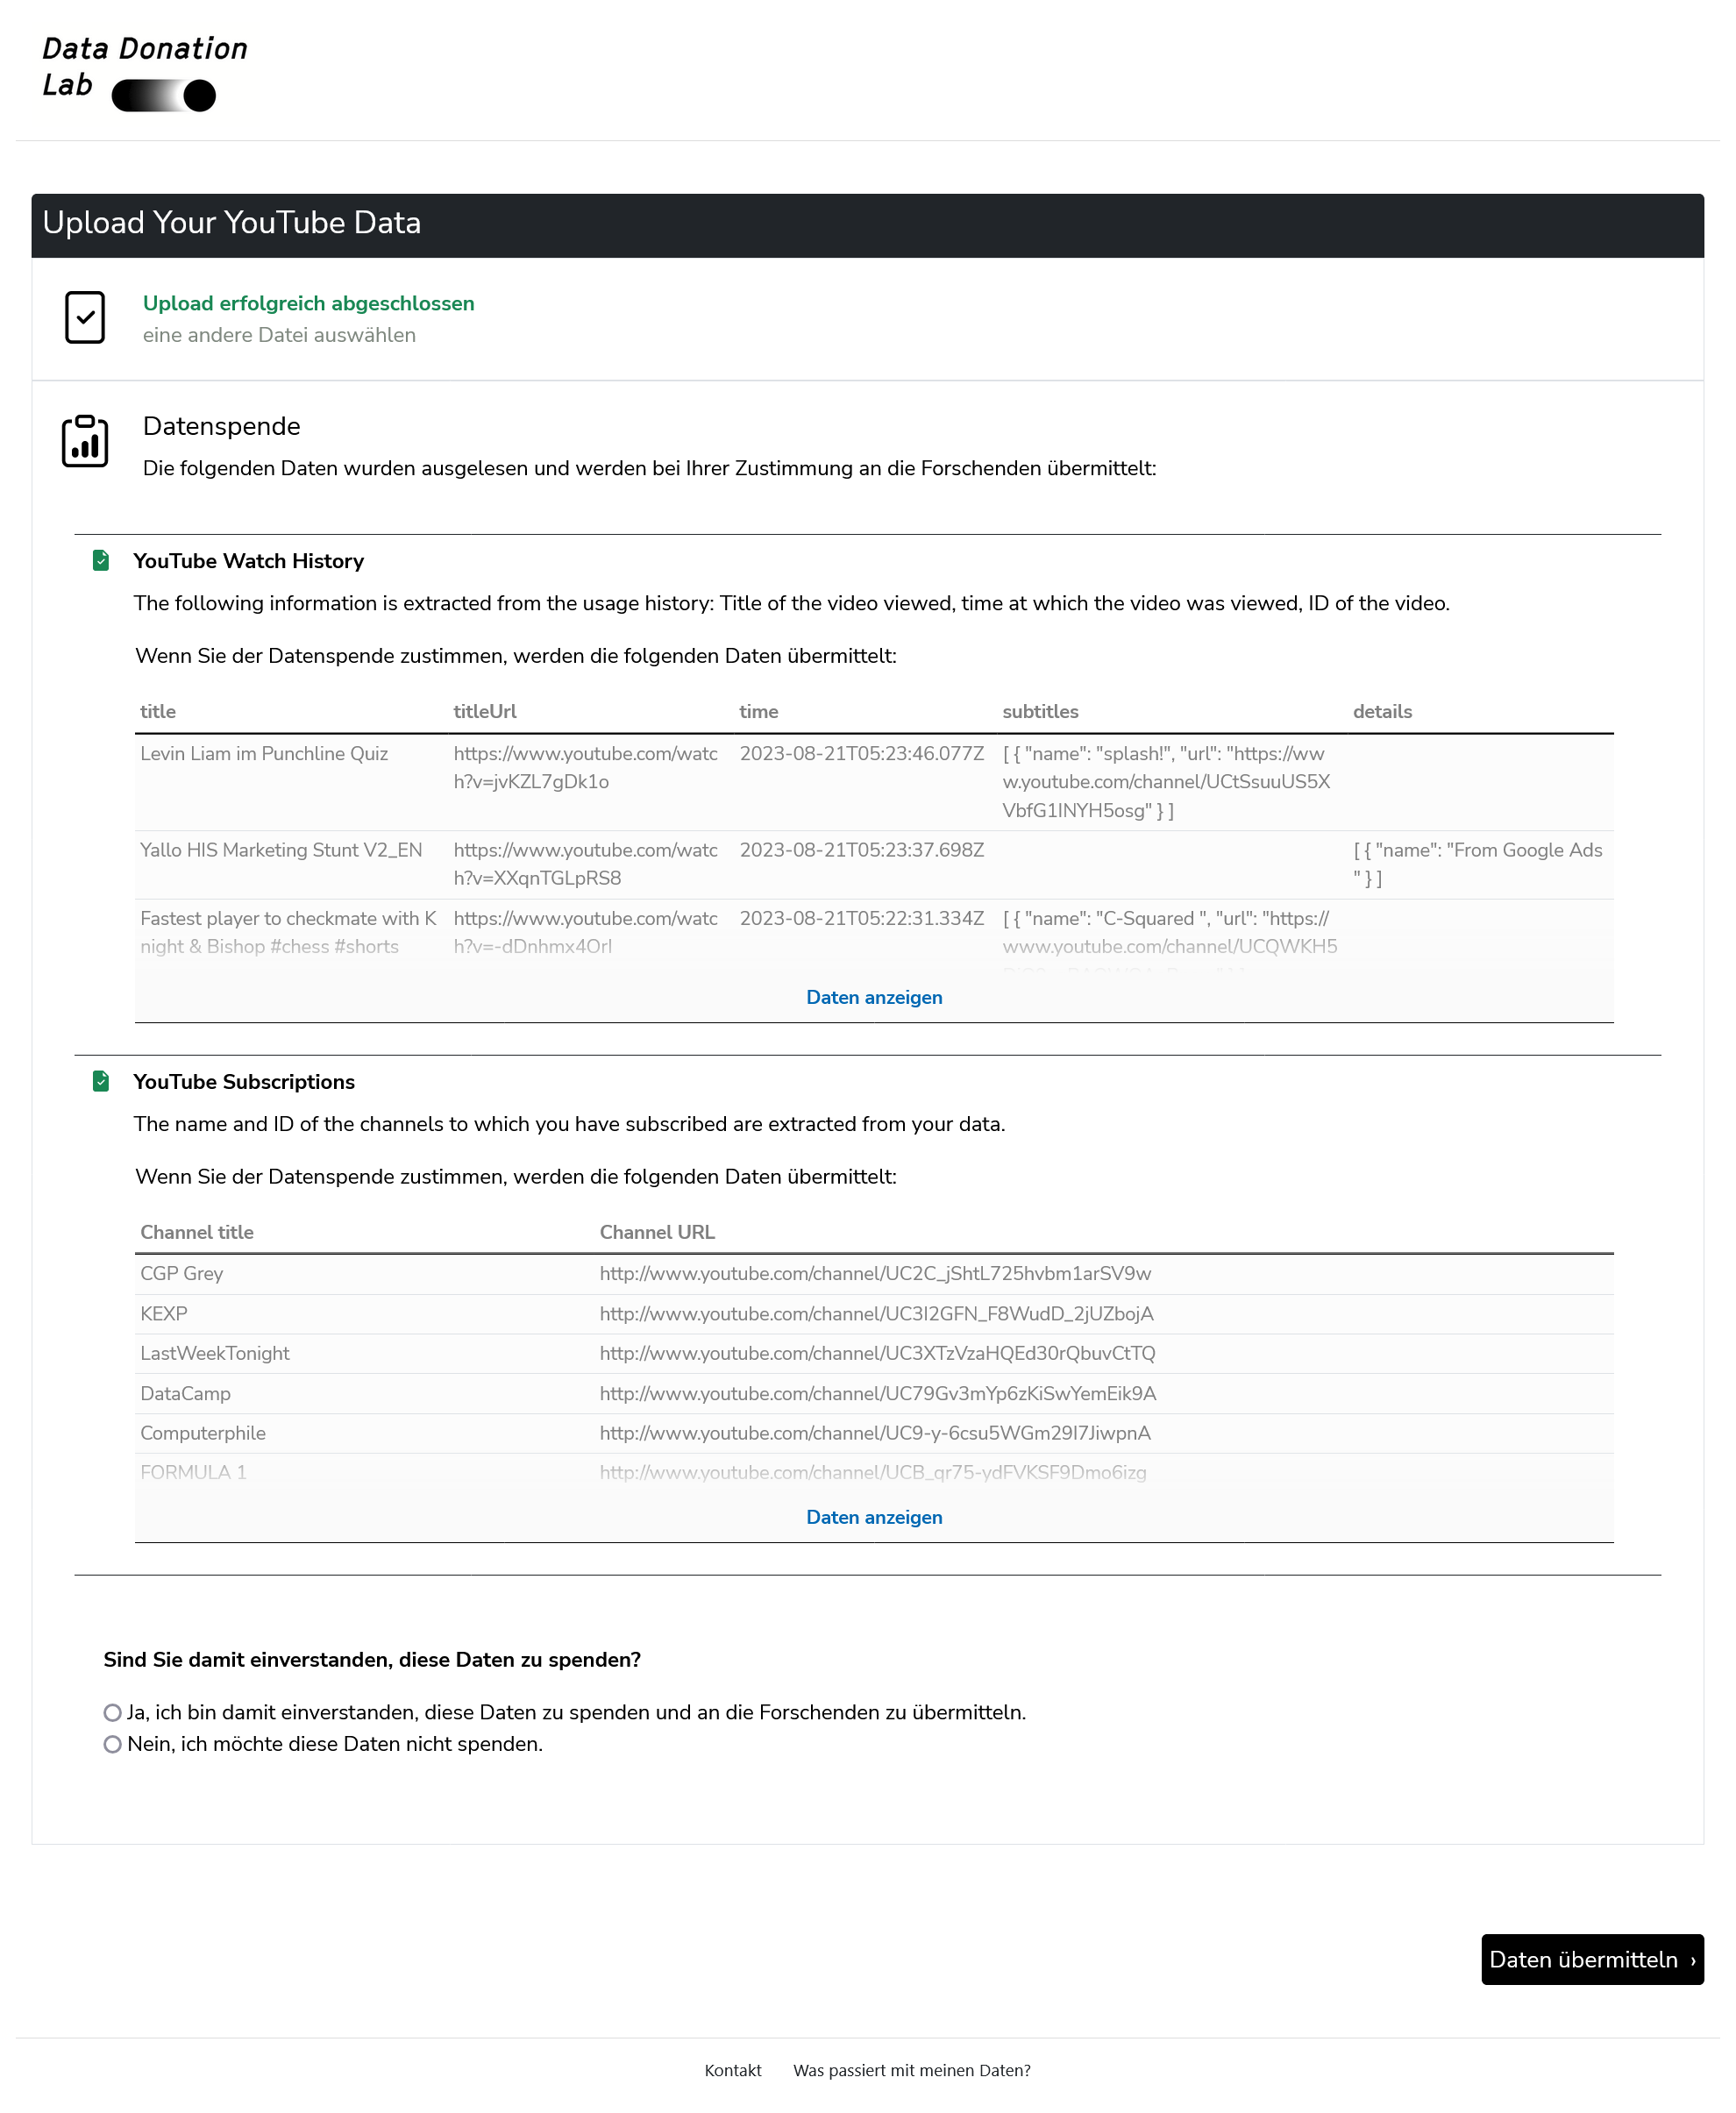 Data Donation
Lab
Upload Your YouTube Data
Upload erfolgreich abgeschlossen
eine andere Datei auswählen
Datenspende
Die folgenden Daten wurden ausgelesen und werden bei Ihrer Zustimmung an die Forschenden übermittelt:
YouTube Watch History
The following information is extracted from the usage history: Title of the video viewed, time at which the video was viewed, ID of the video.
Wenn Sie der Datenspende zustimmen, werden die folgenden Daten übermittelt:
title titleUrl time subtitles details
Levin Liam im Punchline Quiz https://www.youtube.com/watc 2023-08-21T05:23:46.077Z [ { "name": "splash!", "url": "https://ww
h?v=jvKZL7gDk1o w.youtube.com/channel/UCtSsuuUS5X
VbfG1INYH5osg" } ]
Yallo HIS Marketing Stunt V2_EN https://www.youtube.com/watc 2023-08-21T05:23:37.698Z [ { "name": "From Google Ads
h?v=XXqnTGLpRS8 " } ]
Fastest player to checkmate with K https://www.youtube.com/watc 2023-08-21T05:22:31.334Z [ { "name": "C-Squared ", "url": "https://
night & Bishop #chess #shorts h?v=-dDnhmx4OrI www.youtube.com/channel/UCQWKH5
Daten anzeigen
YouTube Subscriptions
The name and ID of the channels to which you have subscribed are extracted from your data.
Wenn Sie der Datenspende zustimmen, werden die folgenden Daten übermittelt:
Channel title Channel URL
CGP Grey http://www.youtube.com/channel/UC2C_jShtL725hvbm1arSV9w
KEXP http://www.youtube.com/channel/UC3I2GFN_F8WudD_2jUZbojA
LastWeekTonight http://www.youtube.com/channel/UC3XTzVzaHQEd30rQbuvCtTQ
DataCamp http://www.youtube.com/channel/UC79Gv3mYp6zKiSwYemEik9A
Computerphile http://www.youtube.com/channel/UC9-y-6csu5WGm29I7JiwpnA
FORMULA 1 http://www.youtube.com/channel/UCB_qr75-ydFVKSF9Dmo6izg
Daten anzeigen
Sind Sie damit einverstanden, diese Daten zu spenden?
Ja, ich bin damit einverstanden, diese Daten zu spenden und an die Forschenden zu übermitteln.
Nein, ich möchte diese Daten nicht spenden.
Daten übermitteln ›
Kontakt Was passiert mit meinen Daten?